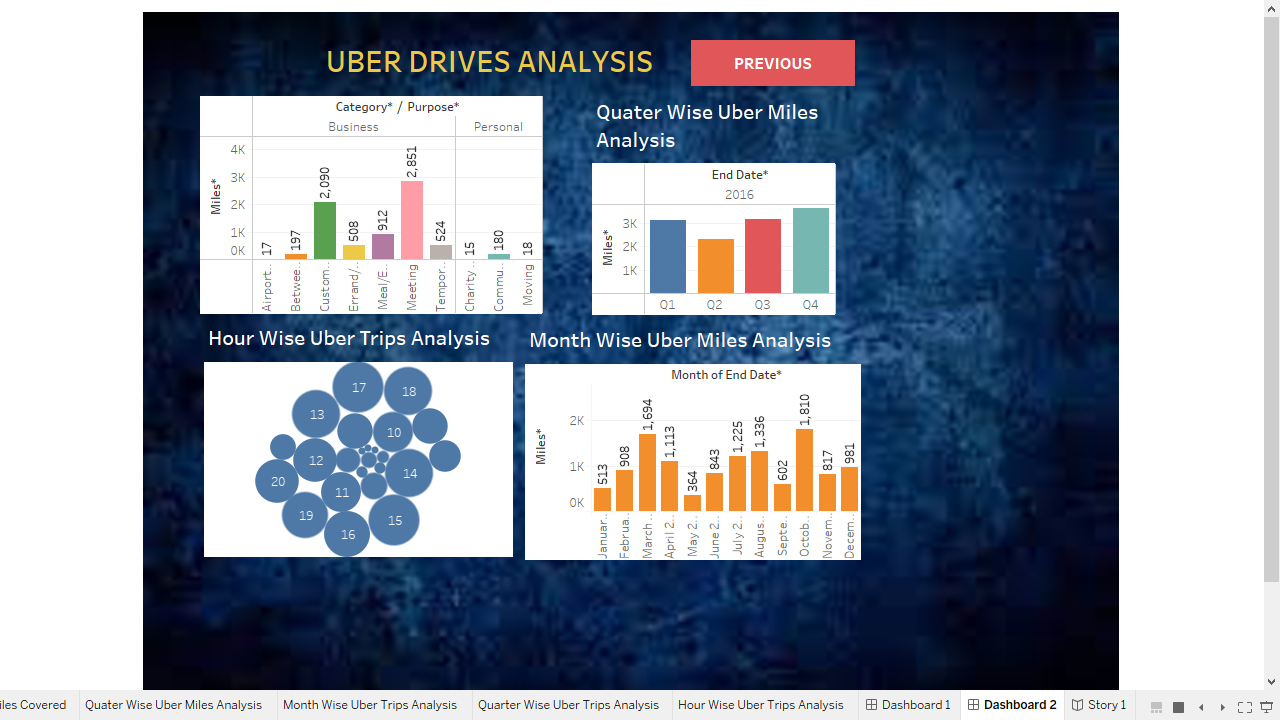 UBER DRIVES ANALYSIS
PREVIOUS
Category* / Purpose*
Business
Personal
Miles*
4K
3K
2K
1K
0K
17
197
2,090
508
912
2,851
524
15
180
18
Airport..
Betwee..
Custom..
Errand/..
Meal/E..
Meeting
Tempor..
Charity ..
Commu..
Moving
Quater Wise Uber Miles
Analysis
End Date*
2016
Miles*
3K
2K
1K
Q1
Q2
Q3
Q4
Hour Wise Uber Trips Analysis
17
18
13
10
12
14
20
11
19
15
16
Month Wise Uber Miles Analysis
Month of End Date*
Miles*
2K
1K
0K
513
908
1,694
1,113
364
843
1,225
1,336
602
1,810
817
981
Januar..
Februa..
March ..
April 2..
May 2..
June 2..
July 2..
Augus..
Septe..
Octob..
Novem..
Decem..
iles Covered
Quater Wise Uber Miles Analysis
Month Wise Uber Trips Analysis
Quarter Wise Uber Trips Analysis
Hour Wise Uber Trips Analysis
Dashboard 1
Dashboard 2
Story 1